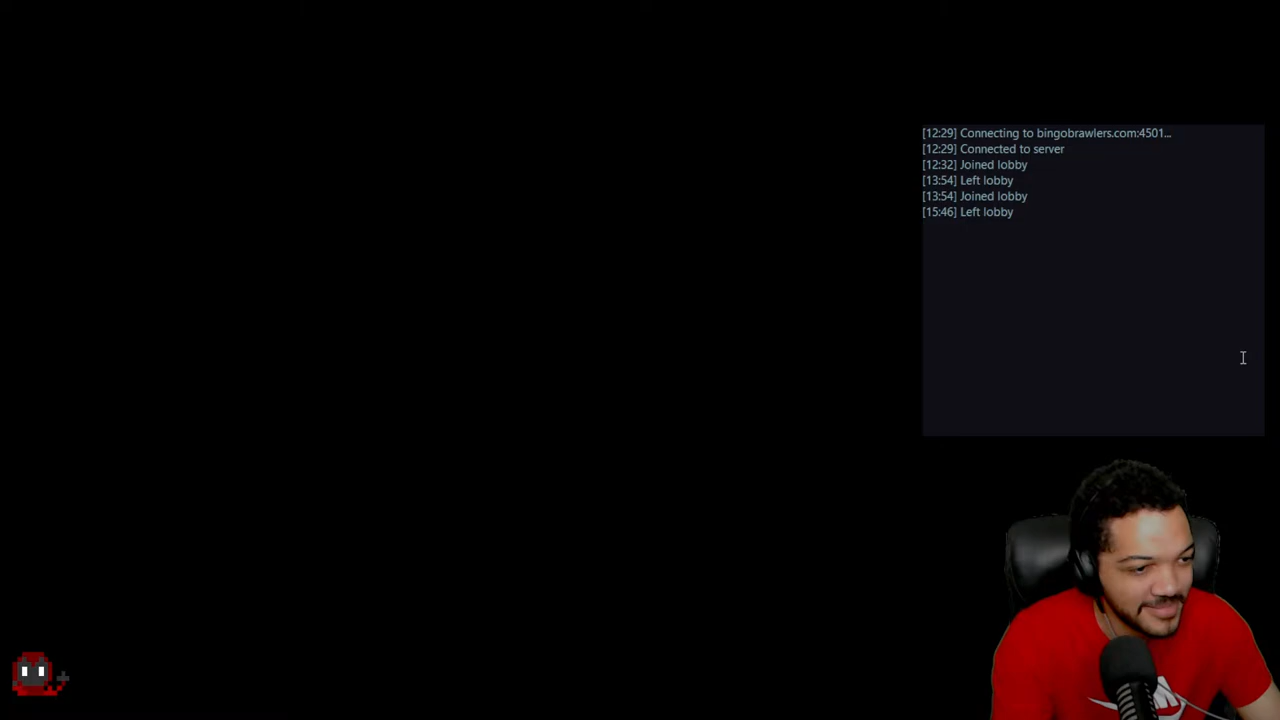 [12:29] Connecting to bingobrawlers.com:4501...
[12:29] Connected to server
[12:32] Joined lobby
[13:54] Left lobby
[13:54] Joined lobby
[15:46] Left lobby